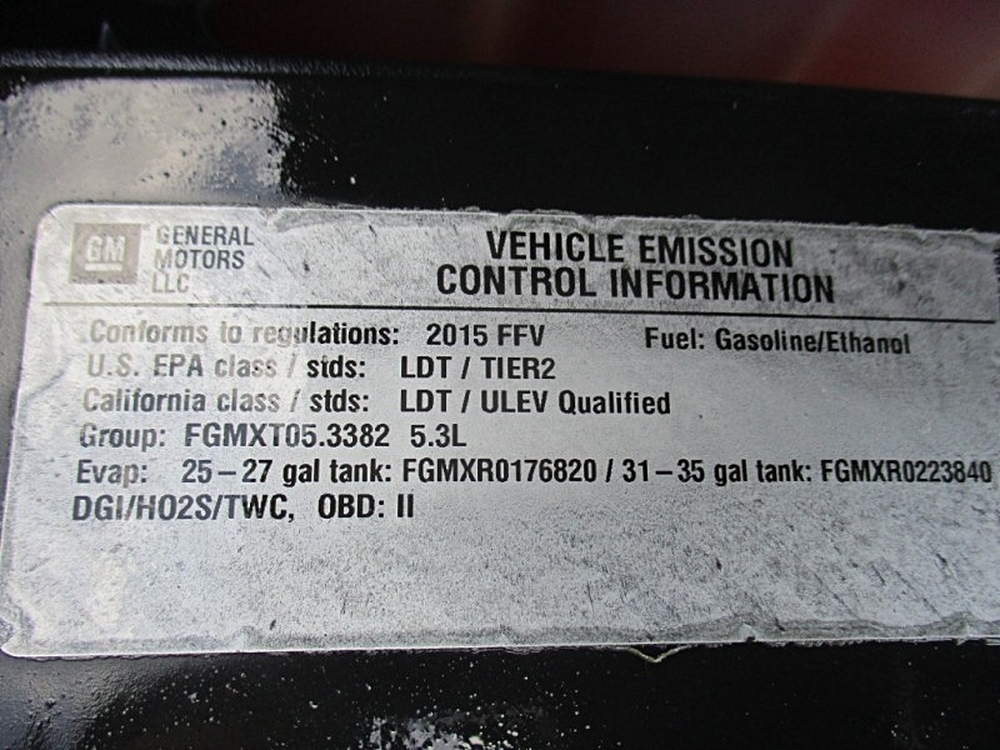 GM GENERAL MOTORS LLC
VEHICLE EMISSION
CONTROL INFORMATION
Conforms to regulations: 2015 FFV Fuel: Gasoline/Ethanol
U.S. EPA class / stds: LDT / TIER2
California class / stds: LDT / ULEV Qualified
Group: FGMXT05.3382 5.3L
Evap: 25–27 gal tank: FGMXR0176820 / 31–35 gal tank: FGMXR0223840
DGI/HO2S/TWC, OBD: II